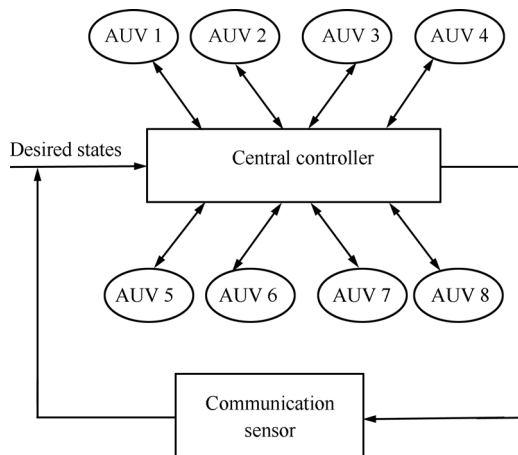 AUV 1
AUV 2
AUV 3
AUV 4
Desired states
Central controller
AUV 5
AUV 6
AUV 7
AUV 8
Communication
sensor